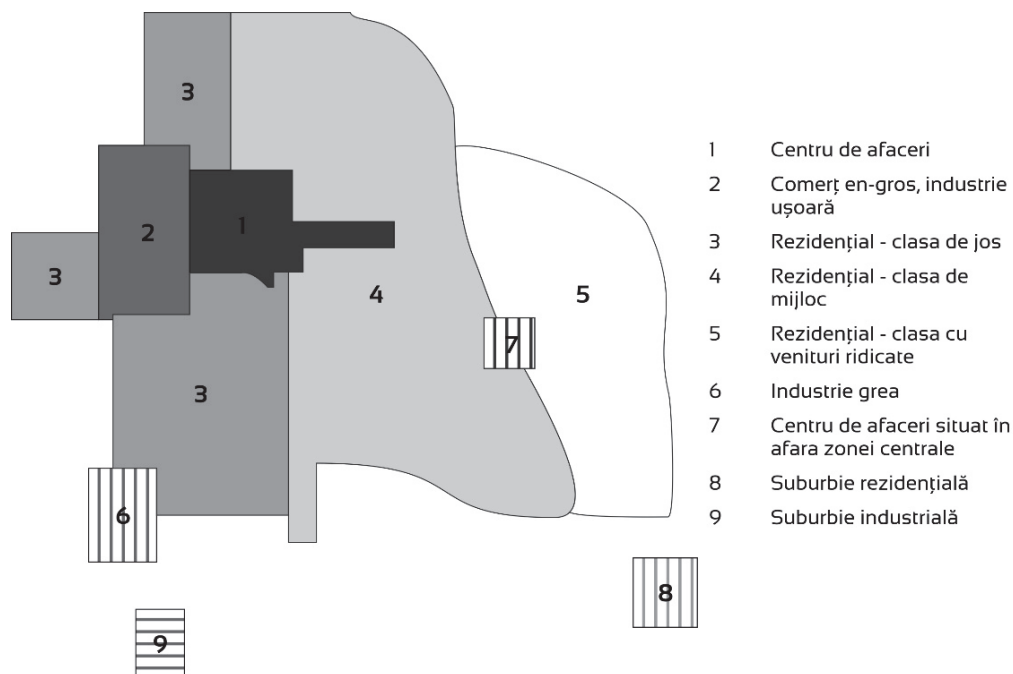 3
1
2
3
4
5
7
3
6
8
9
1 Centru de afaceri
2 Comerț en-gros, industrie
ușoară
3 Rezidențial - clasa de jos
4 Rezidențial - clasa de
mijloc
5 Rezidențial - clasa cu
venituri ridicate
6 Industrie grea
7 Centru de afaceri situat în
afara zonei centrale
8 Suburbie rezidențială
9 Suburbie industrială